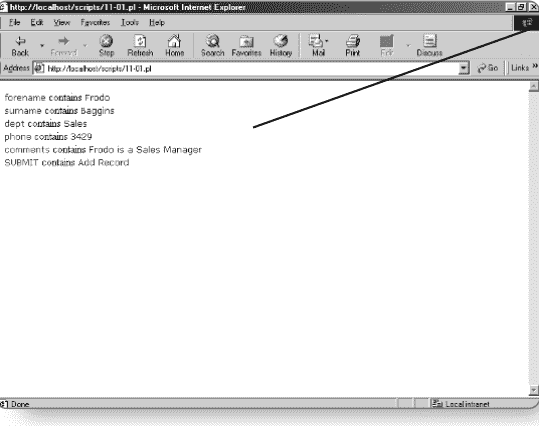 http://localhost/scripts/11-01.pl - Microsoft Internet Explorer
File Edit View Favorites Tools Help
Back Forward Stop Refresh Home Search Favorites History Mail Print Edit Discuss
Address http://localhost/scripts/11-01.pl Go Links »
forename contains Frodo
surname contains Baggins
dept contains Sales
phone contains 3429
comments contains Frodo is a Sales Manager
SUBMIT contains Add Record
Done Local intranet